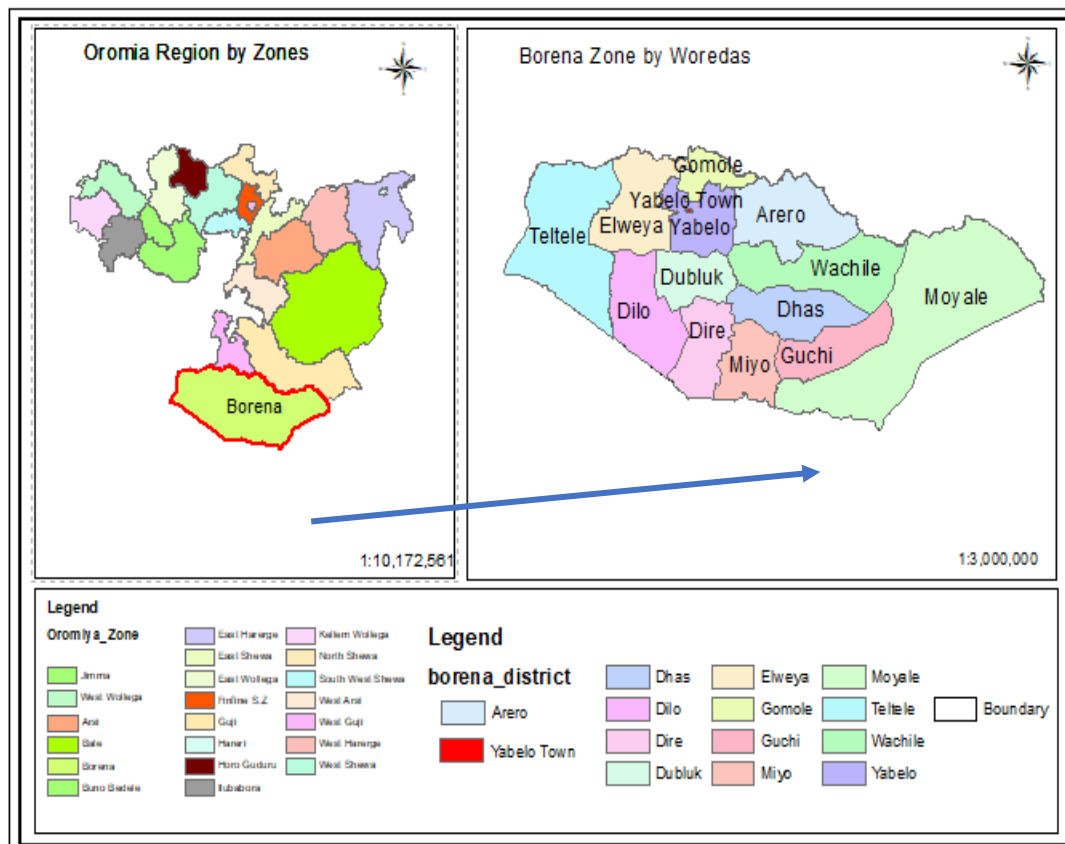 Oromia Region by Zones
Borena
1:10,172,561
Borena Zone by Woredas
Gomole
Yabelo Town
Elweya
Yabelo
Arero
Teltele
Wachile
Dubluk
Moyale
Dilo
Dhas
Dire
Guchi
Miyo
1:3,000,000
Legend
Oromiya_Zone
Jimma
West Wollega
Arsi
Bale
Borena
Buno Bedele
East Harerge
East Shewa
East Wollega
Finfine S.Z
Guji
Hareri
Horo Guduru
Ilubabora
Kellem Wollega
North Shewa
South West Shewa
West Arsi
West Guji
West Harerge
West Shewa
Legend
borena_district
Arero
Yabelo Town
Dhas
Dilo
Dire
Dubluk
Elweya
Gomole
Guchi
Miyo
Moyale
Teltele
Wachile
Yabelo
Boundary